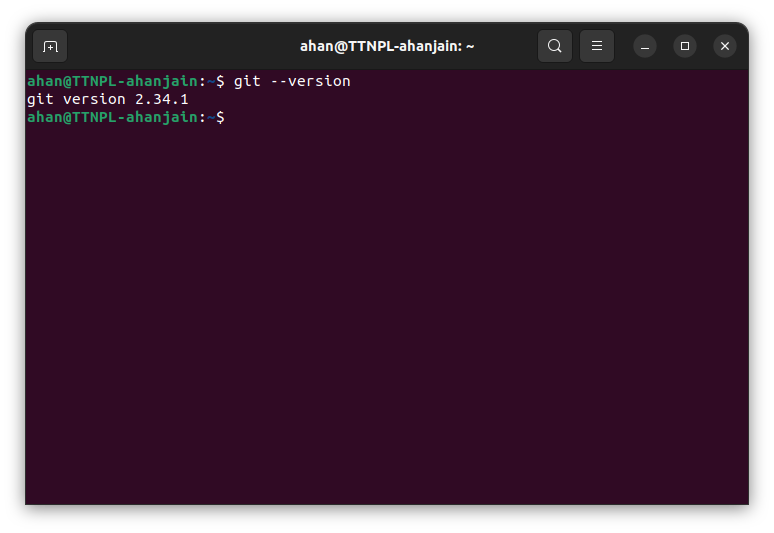 ahan@TTNPL-ahanjain: ~
ahan@TTNPL-ahanjain:~$ git --version
git version 2.34.1
ahan@TTNPL-ahanjain:~$